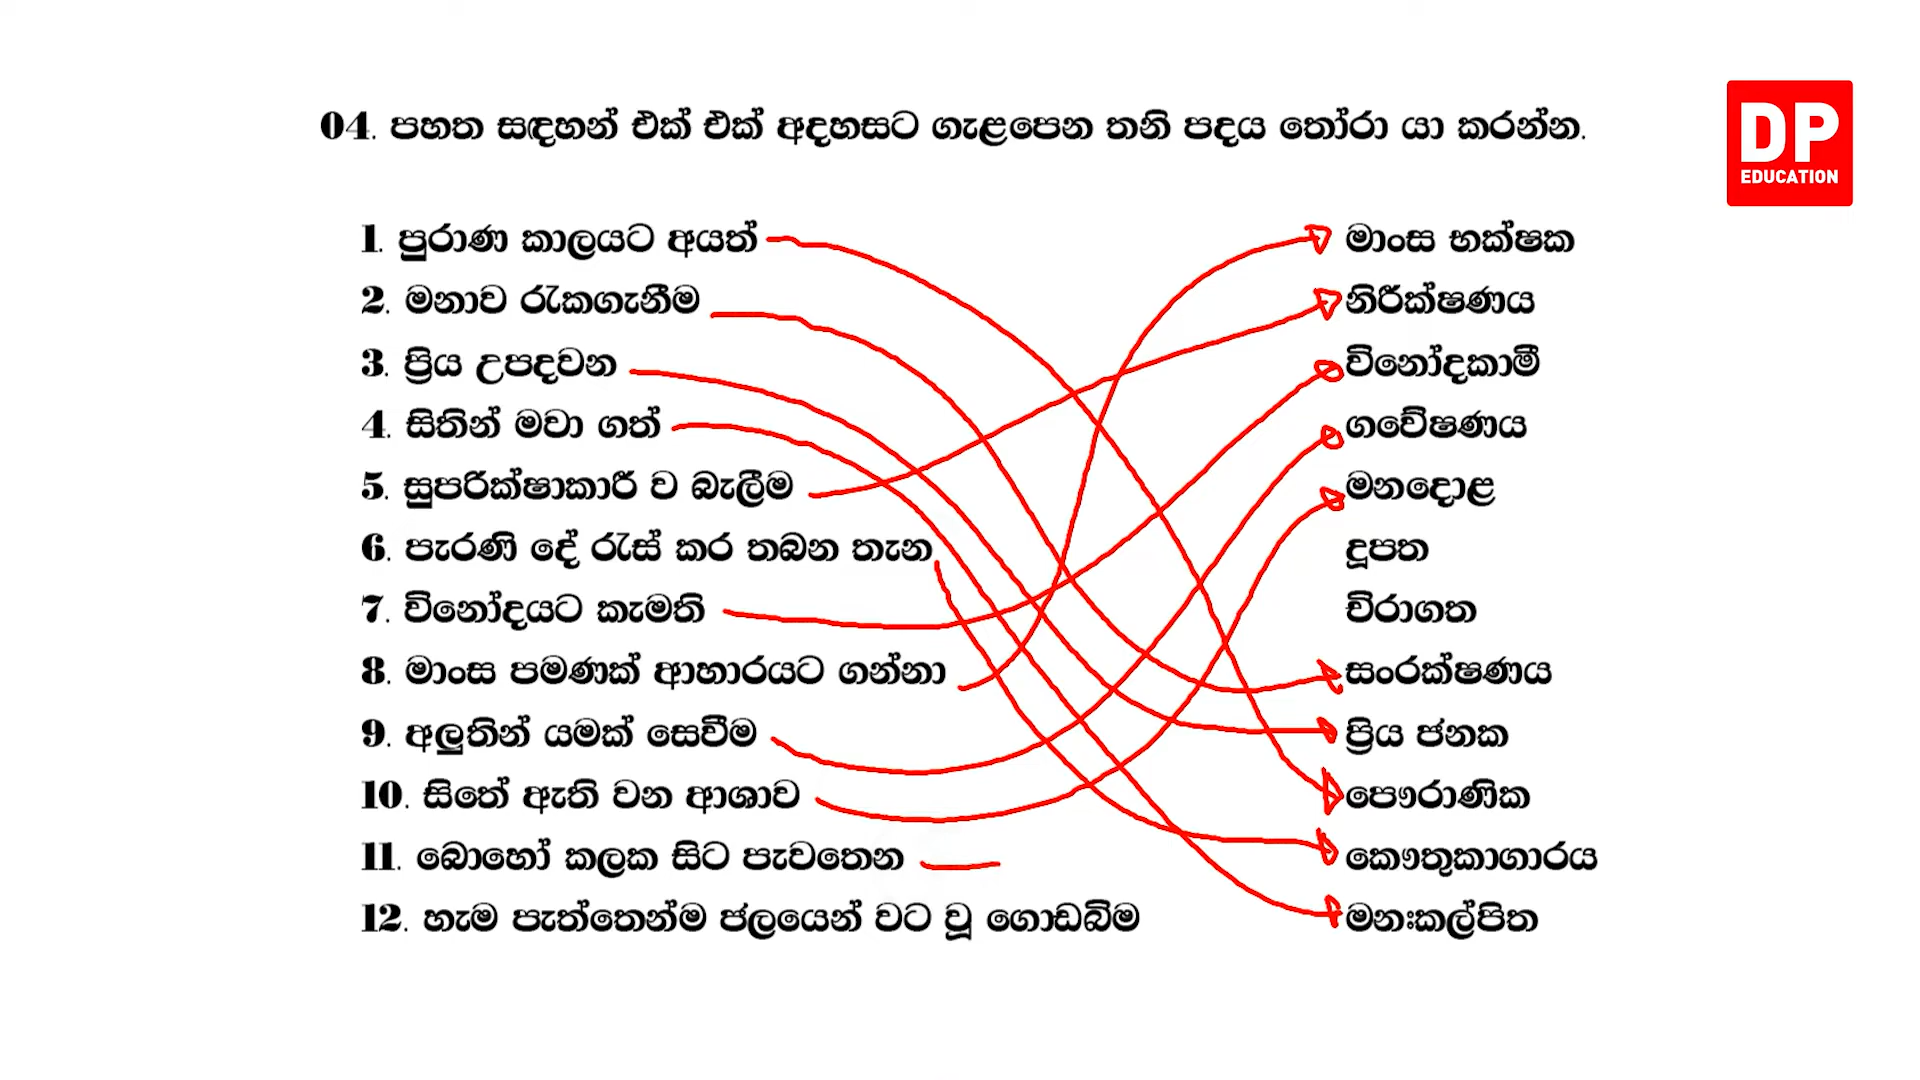 DP
EDUCATION
04. පහත සඳහන් එක් එක් අදහසට ගැළපෙන තනි පදය තෝරා යා කරන්න.
1. පුරාණ කාලයට අයත් මාංස භක්ෂක
2. මනාව රැකගැනීම නිරීක්ෂණය
3. ප්‍රිය උපදවන විනෝදකාමී
4. සිතින් මවා ගත් ගවේෂණය
5. සුපරික්ෂාකාරී ව බැලීම මනදොළ
6. පැරණි දේ රැස් කර තබන තැන දූපත
7. විනෝදයට කැමති චිරාගත
8. මාංස පමණක් ආහාරයට ගන්නා සංරක්ෂණය
9. අලුතින් යමක් සෙවීම ප්‍රිය ජනක
10. සිතේ ඇති වන ආශාව පෞරාණික
11. බොහෝ කලක සිට පැවතෙන කෞතුකාගාරය
12. හැම පැත්තෙන්ම ජලයෙන් වට වූ ගොඩබිම මනඃකල්පිත